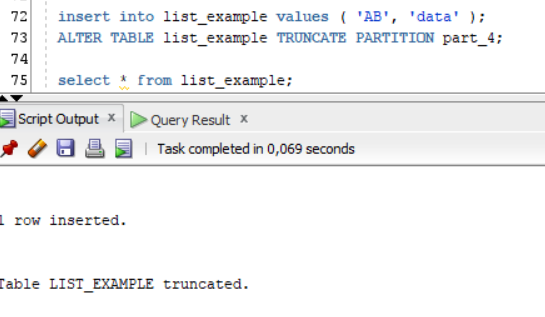 72 insert into list_example values ( 'AB', 'data' );
73 ALTER TABLE list_example TRUNCATE PARTITION part_4;
74
75 select * from list_example;
Script Output x Query Result x
Task completed in 0,069 seconds
1 row inserted.
Table LIST_EXAMPLE truncated.